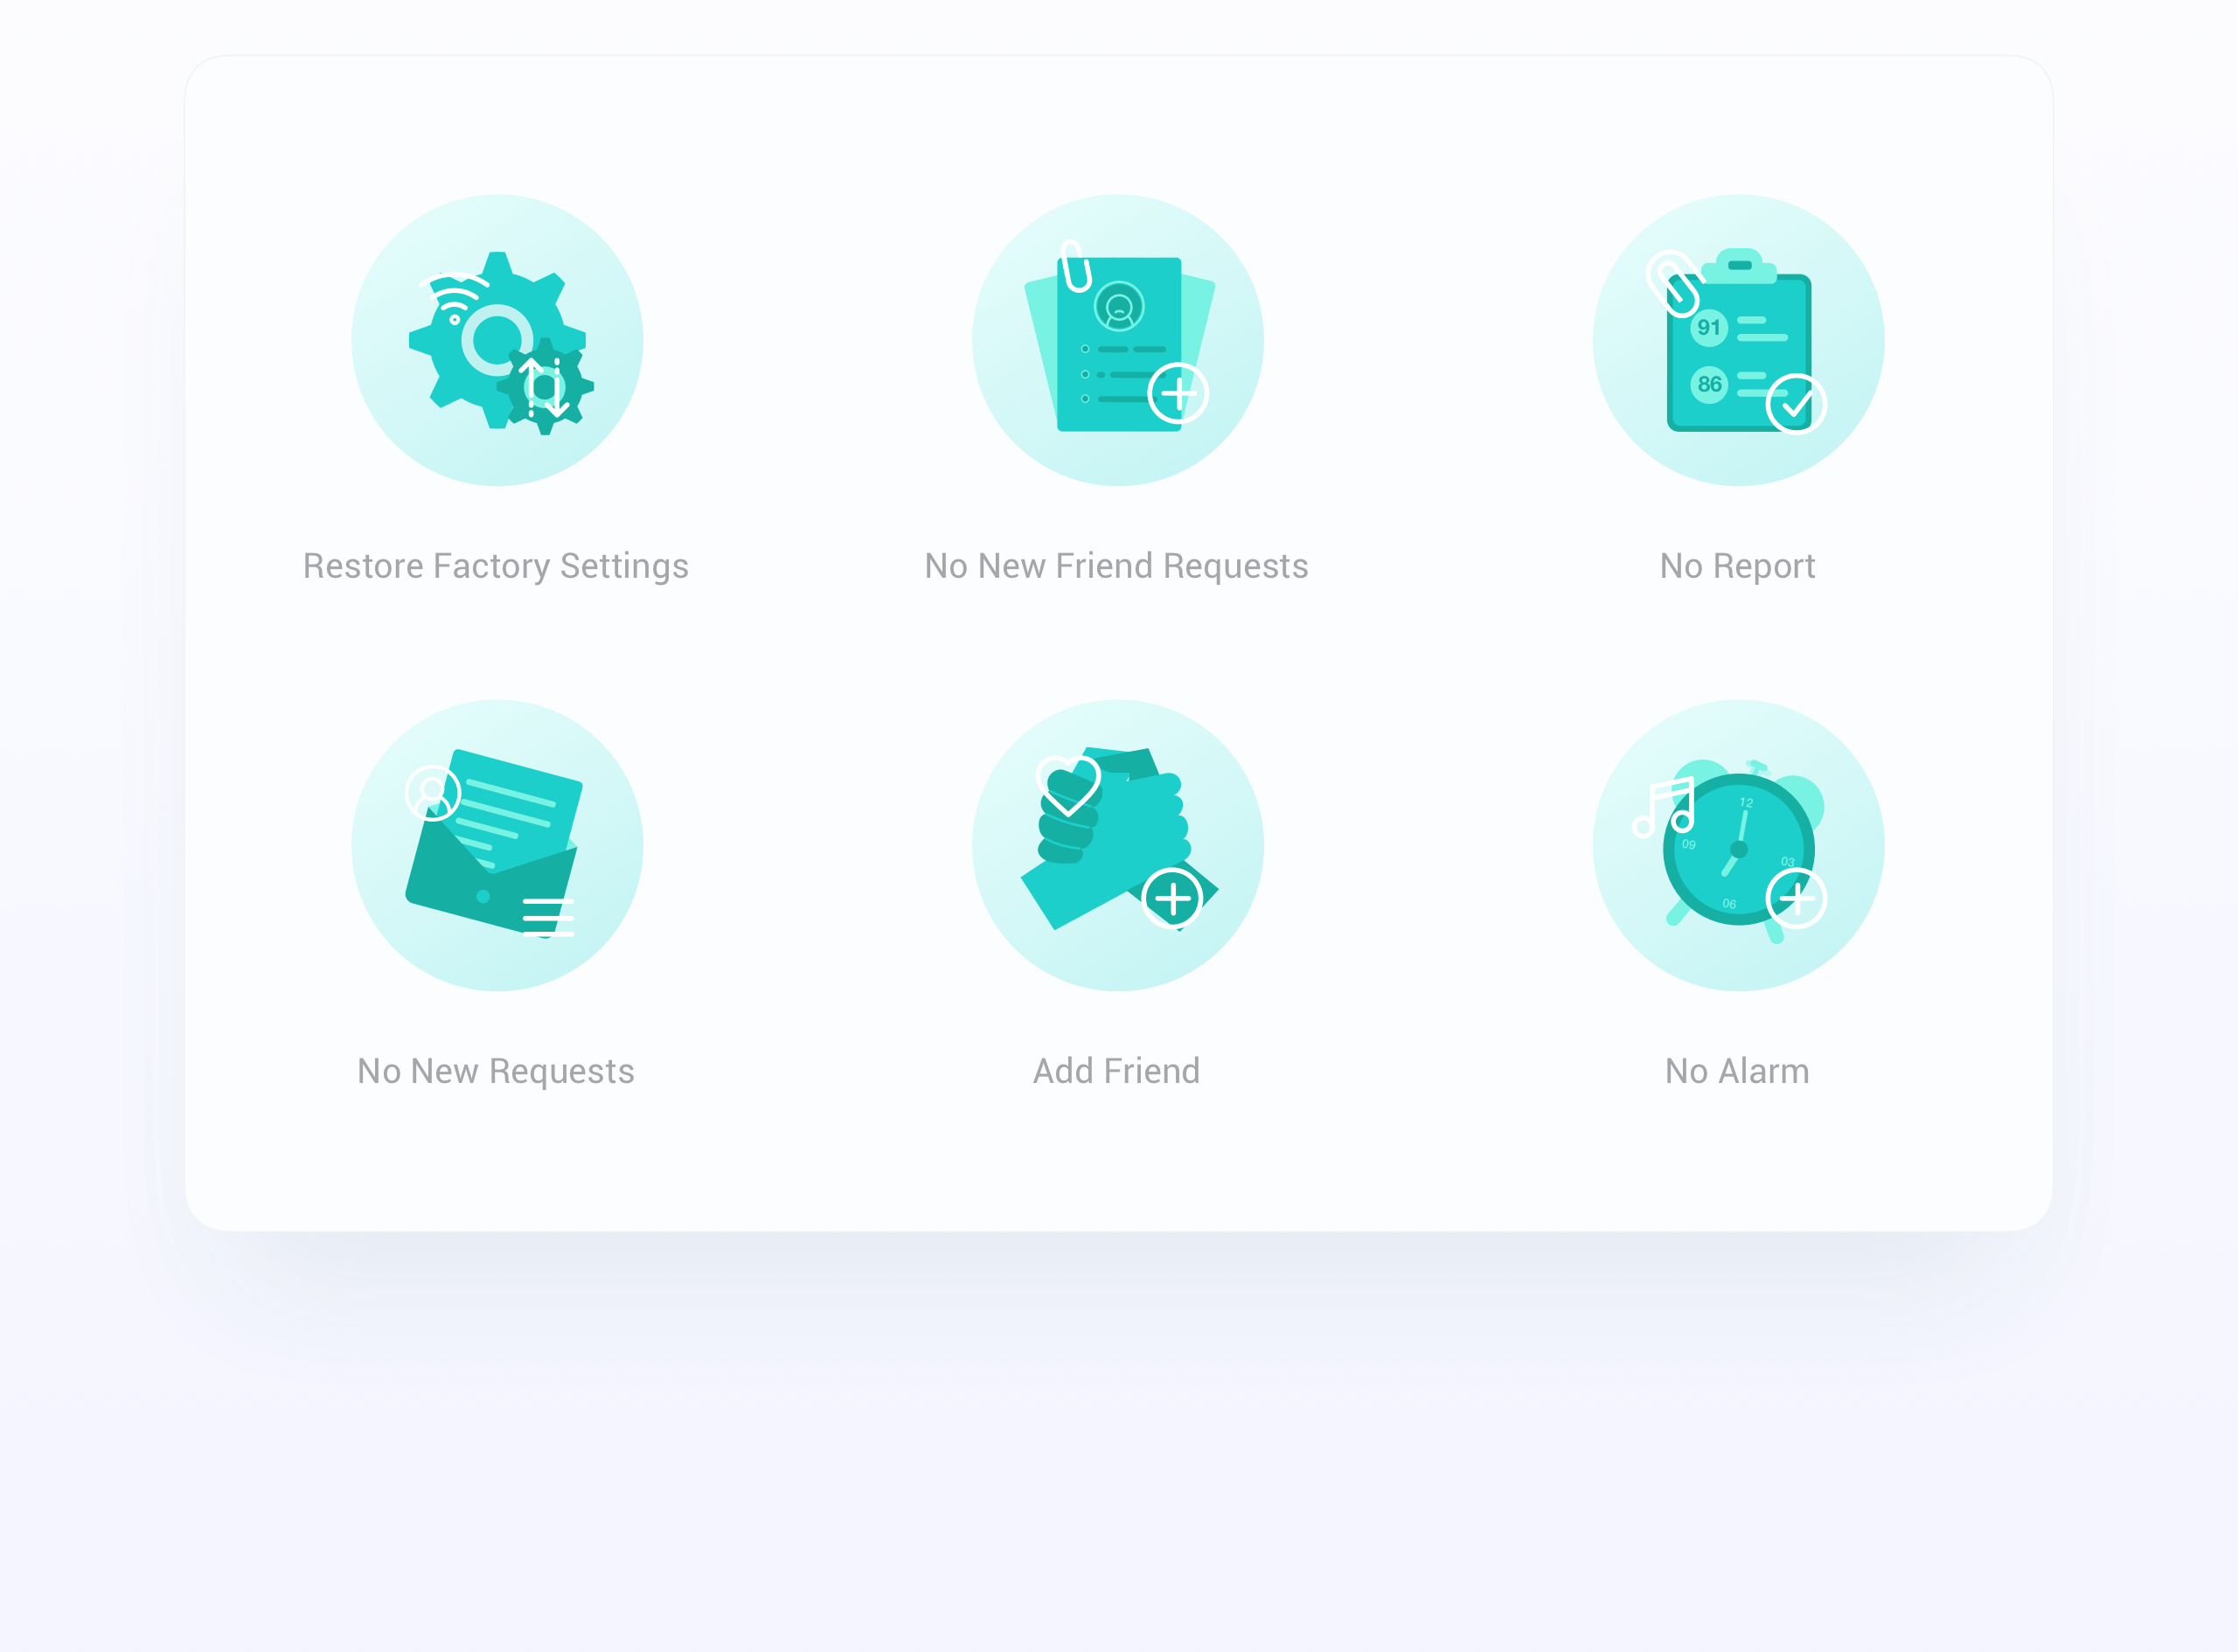 91
86
Restore Factory Settings
No New Friend Requests
No Report
12
09
03
06
No New Requests
Add Friend
No Alarm